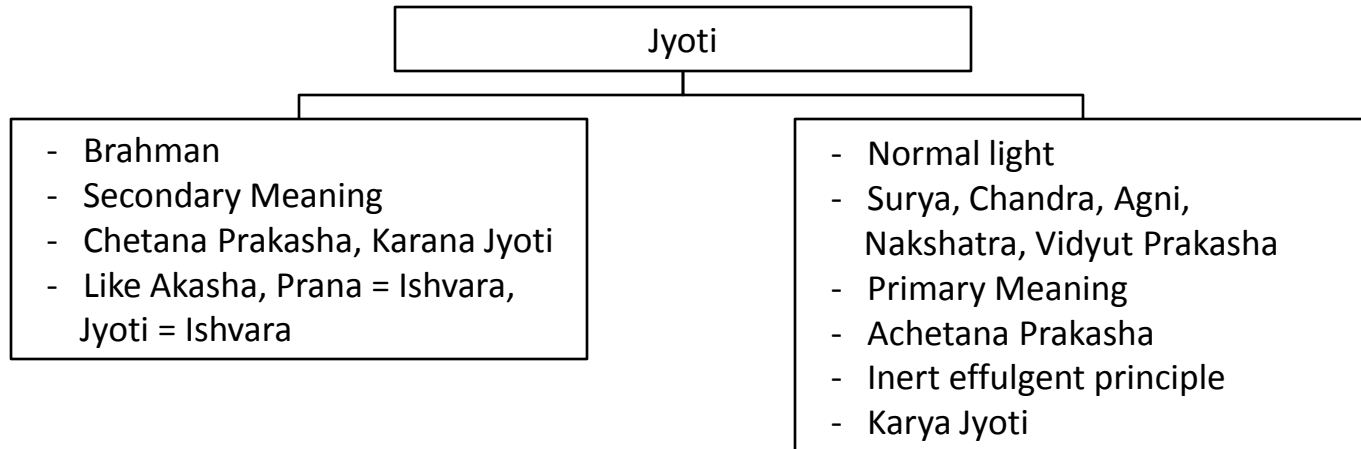 Jyoti
- Brahman
- Secondary Meaning
- Chetana Prakasha, Karana Jyoti
- Like Akasha, Prana = Ishvara,
Jyoti = Ishvara
- Normal light
- Surya, Chandra, Agni,
Nakshatra, Vidyut Prakasha
- Primary Meaning
- Achetana Prakasha
- Inert effulgent principle
- Karya Jyoti